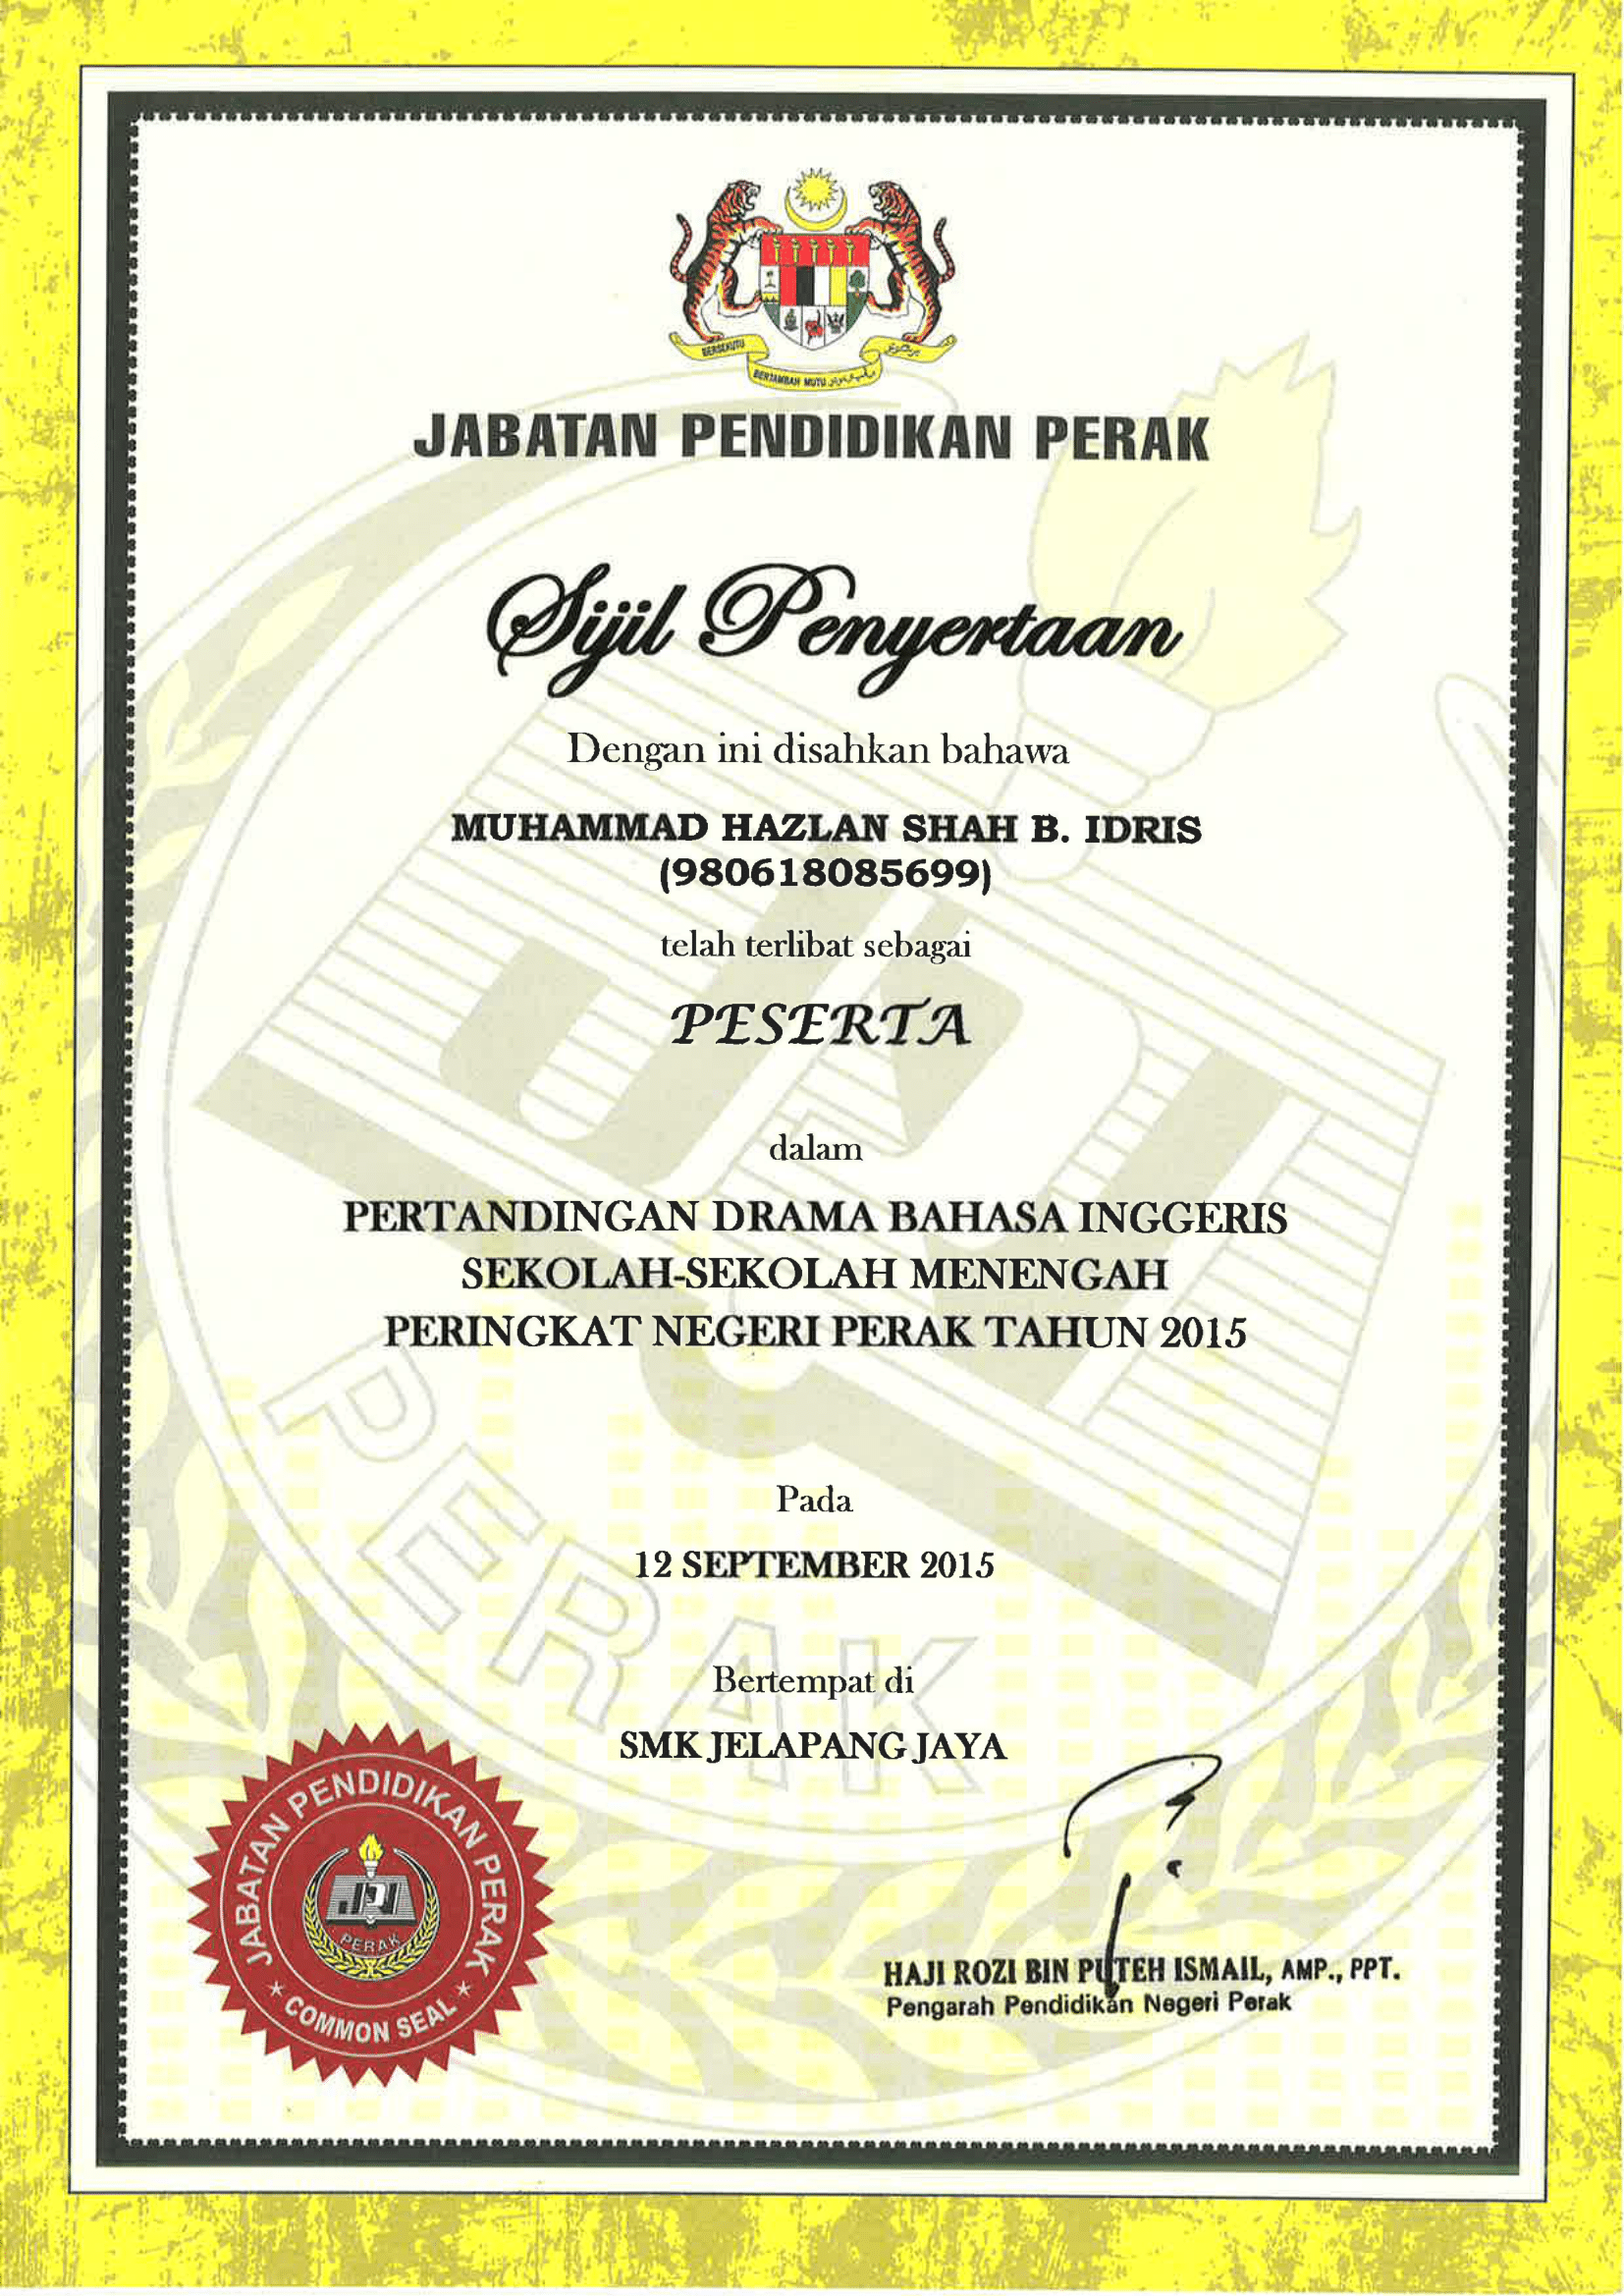 BERSEKUTU
BERTAMBAH MUTU
JABATAN PENDIDIKAN PERAK
Sijil Penyertaan
Dengan ini disahkan bahawa
MUHAMMAD HAZLAN SHAH B. IDRIS
(980618085699)
telah terlibat sebagai
PESERTA
dalam
PERTANDINGAN DRAMA BAHASA INGGERIS
SEKOLAH-SEKOLAH MENENGAH
PERINGKAT NEGERI PERAK TAHUN 2015
Pada
12 SEPTEMBER 2015
Bertempat di
SMK JELAPANG JAYA
JPN
PERAK
JABATAN PENDIDIKAN PERAK
JPN
PERAK
★ COMMON SEAL ★
HAJI ROZI BIN PUTEH ISMAIL, AMP., PPT.
Pengarah Pendidikan Negeri Perak